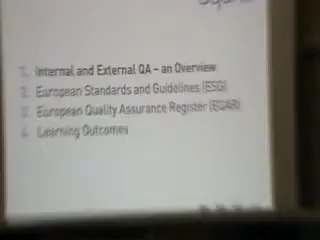 1. Internal and External QA – an Overview
2. European Standards and Guidelines (ESG)
3. European Quality Assurance Register (EQAR)
4. Learning Outcomes